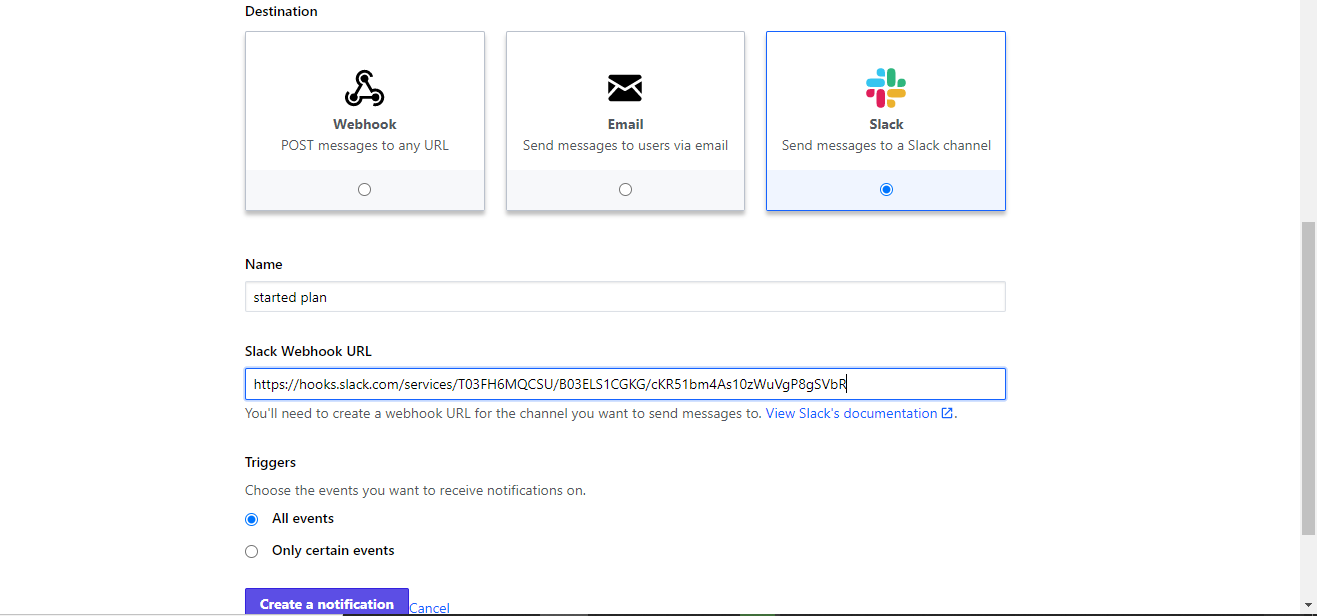 Destination
Webhook
POST messages to any URL
Email
Send messages to users via email
Slack
Send messages to a Slack channel
Name
started plan
Slack Webhook URL
https://hooks.slack.com/services/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
You'll need to create a webhook URL for the channel you want to send messages to. View Slack's documentation.
Triggers
Choose the events you want to receive notifications on.
All events
Only certain events
Create a notification Cancel